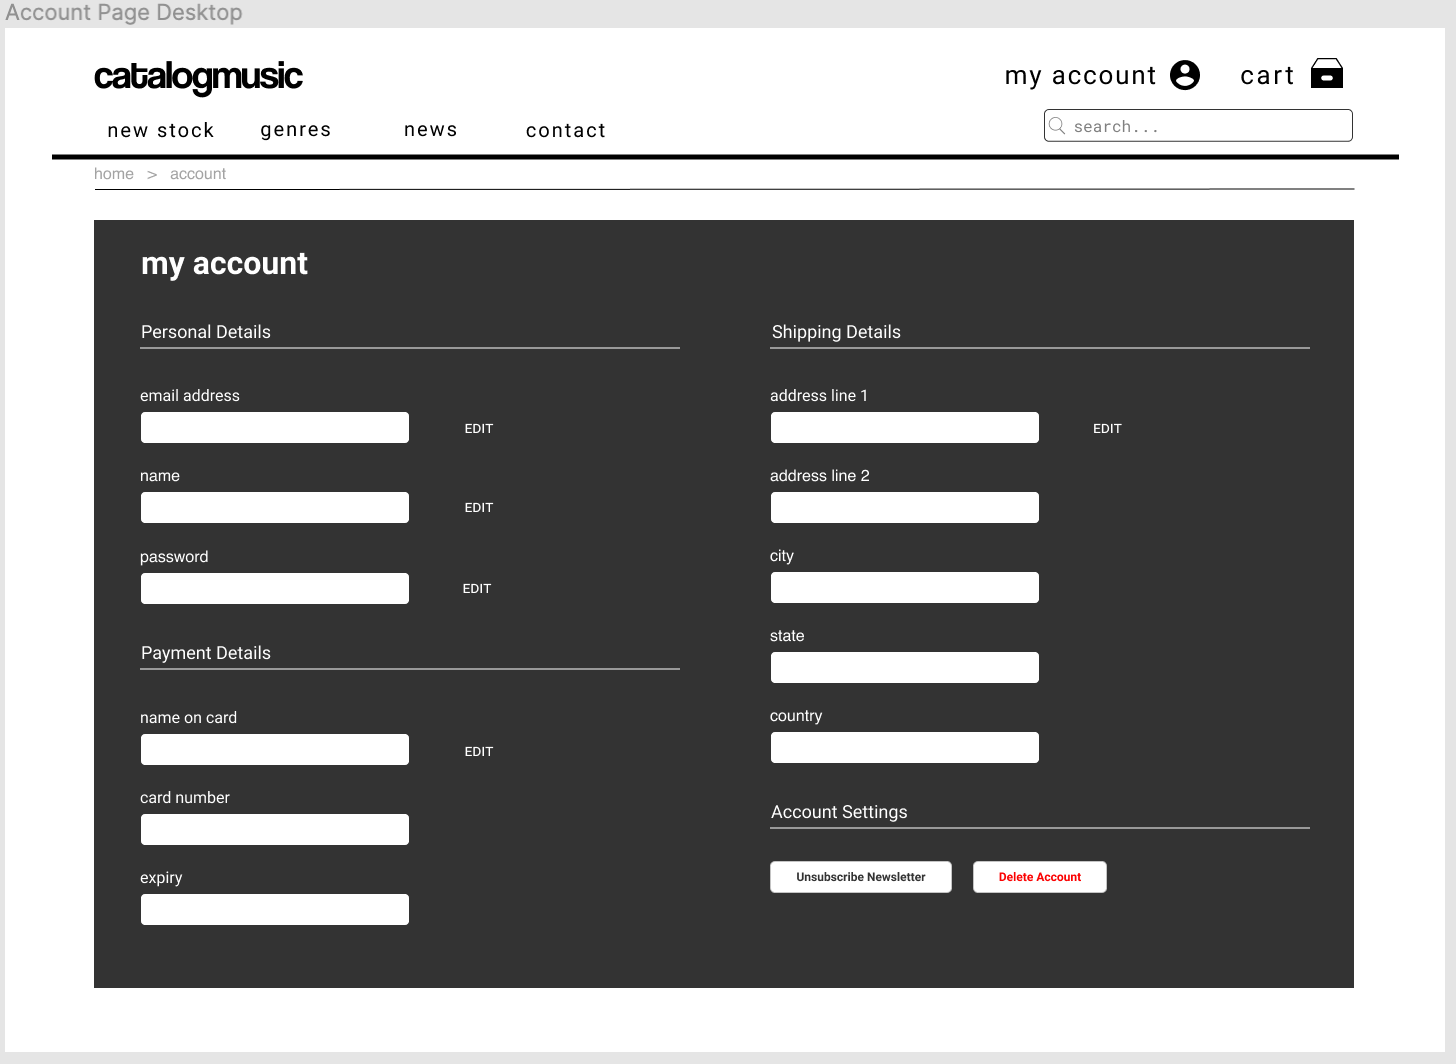 Account Page Desktop
catalogmusic
my account
cart
new stock
genres
news
contact
search...
home > account
my account
Personal Details
email address
EDIT
name
EDIT
password
EDIT
Payment Details
name on card
EDIT
card number
expiry
Shipping Details
address line 1
EDIT
address line 2
city
state
country
Account Settings
Unsubscribe Newsletter
Delete Account